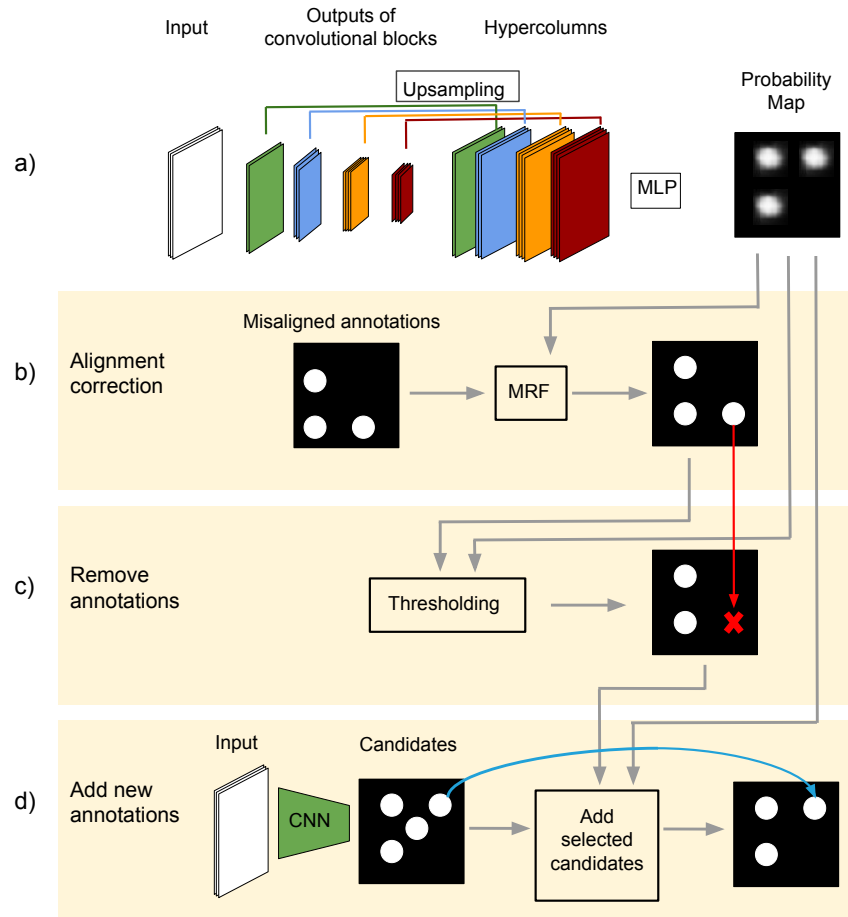 Input
Outputs of
convolutional blocks
Hypercolumns
Upsampling
Probability
Map
a)
MLP
b)
Alignment
correction
Misaligned annotations
MRF
c)
Remove
annotations
Thresholding
d)
Add new
annotations
Input
CNN
Candidates
Add
selected
candidates